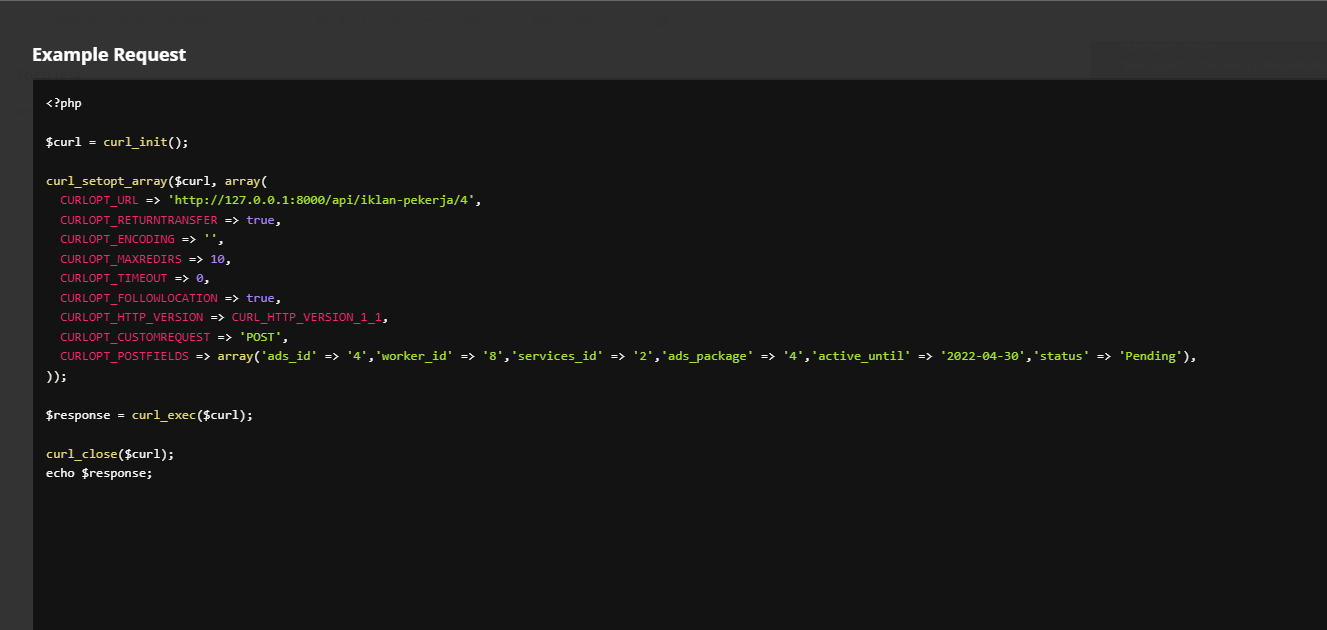 Example Request
<?php
$curl = curl_init();
curl_setopt_array($curl, array(
  CURLOPT_URL => 'http://127.0.0.1:8000/api/iklan-pekerja/4',
  CURLOPT_RETURNTRANSFER => true,
  CURLOPT_ENCODING => '',
  CURLOPT_MAXREDIRS => 10,
  CURLOPT_TIMEOUT => 0,
  CURLOPT_FOLLOWLOCATION => true,
  CURLOPT_HTTP_VERSION => CURL_HTTP_VERSION_1_1,
  CURLOPT_CUSTOMREQUEST => 'POST',
  CURLOPT_POSTFIELDS => array('ads_id' => '4','worker_id' => '8','services_id' => '2','ads_package' => '4','active_until' => '2022-04-30','status' => 'Pending'),
));
$response = curl_exec($curl);
curl_close($curl);
echo $response;